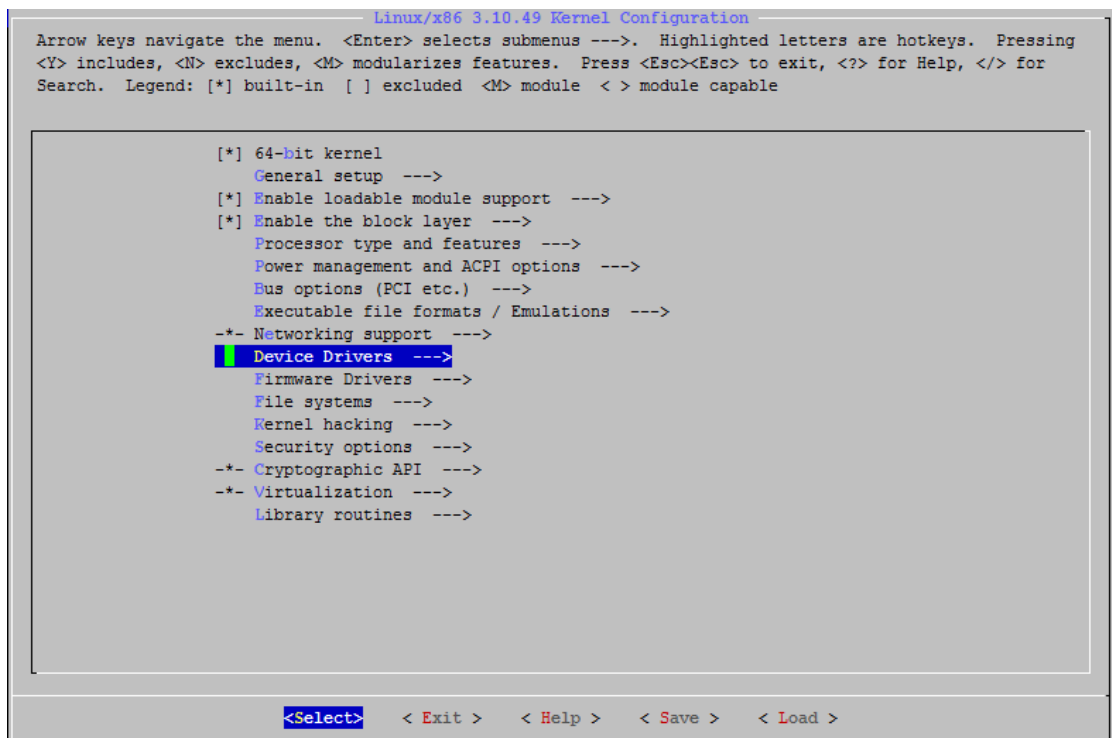 Linux/x86 3.10.49 Kernel Configuration
Arrow keys navigate the menu.  <Enter> selects submenus --->.  Highlighted letters are hotkeys.  Pressing
<Y> includes, <N> excludes, <M> modularizes features.  Press <Esc><Esc> to exit, <?> for Help, </> for
Search.  Legend: [*] built-in  [ ] excluded  <M> module  < > module capable
[*] 64-bit kernel
General setup  --->
[*] Enable loadable module support  --->
[*] Enable the block layer  --->
Processor type and features  --->
Power management and ACPI options  --->
Bus options (PCI etc.)  --->
Executable file formats / Emulations  --->
-*- Networking support  --->
Device Drivers  --->
Firmware Drivers  --->
File systems  --->
Kernel hacking  --->
Security options  --->
-*- Cryptographic API  --->
-*- Virtualization  --->
Library routines  --->
<Select>    < Exit >    < Help >    < Save >    < Load >